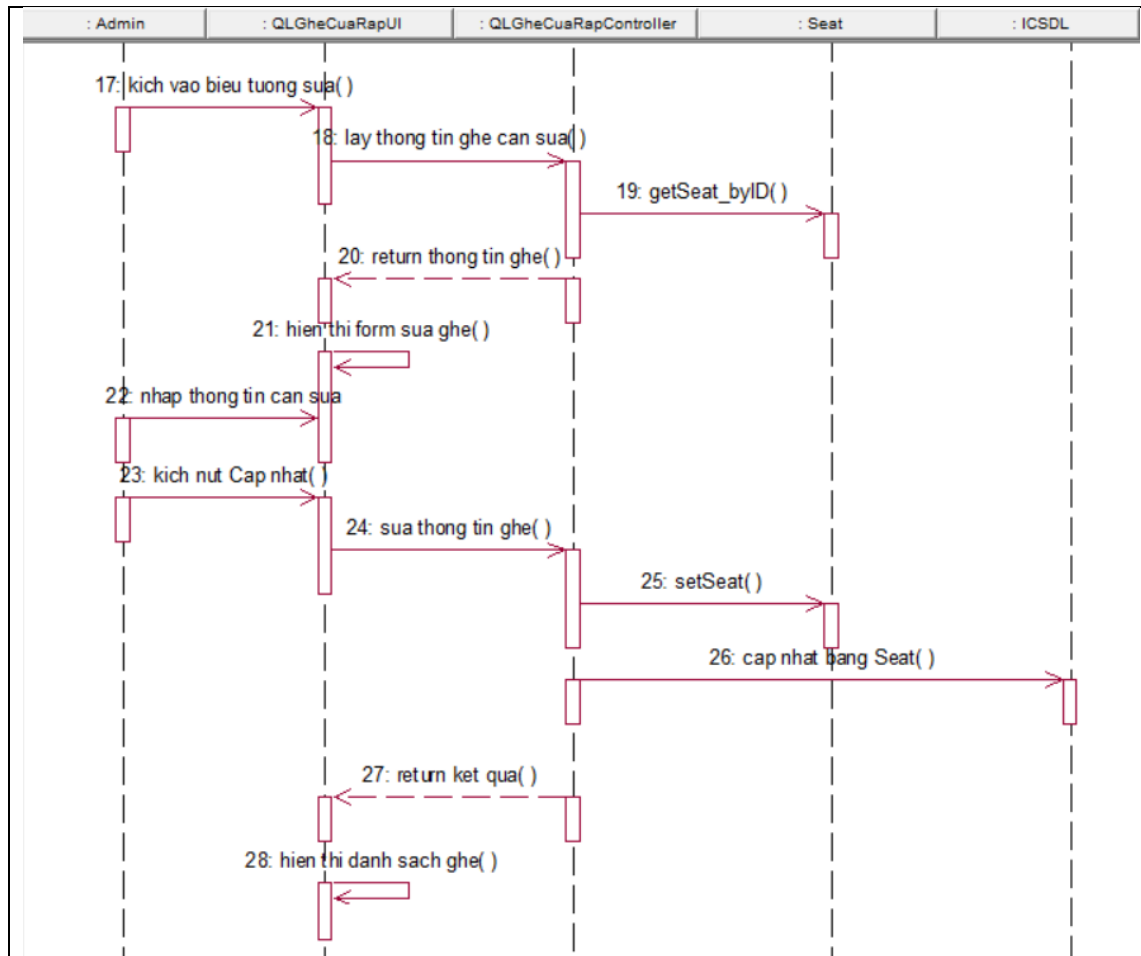 : Admin
: QLGheCuaRapUI
: QLGheCuaRapController
: Seat
: ICSDL
17: kich vao bieu tuong sua( )
18: lay thong tin ghe can sua( )
19: getSeat_byID( )
20: return thong tin ghe( )
21: hien thi form sua ghe( )
22: nhap thong tin can sua
23: kich nut Cap nhat( )
24: sua thong tin ghe( )
25: setSeat( )
26: cap nhat bang Seat( )
27: return ket qua( )
28: hien thi danh sach ghe( )